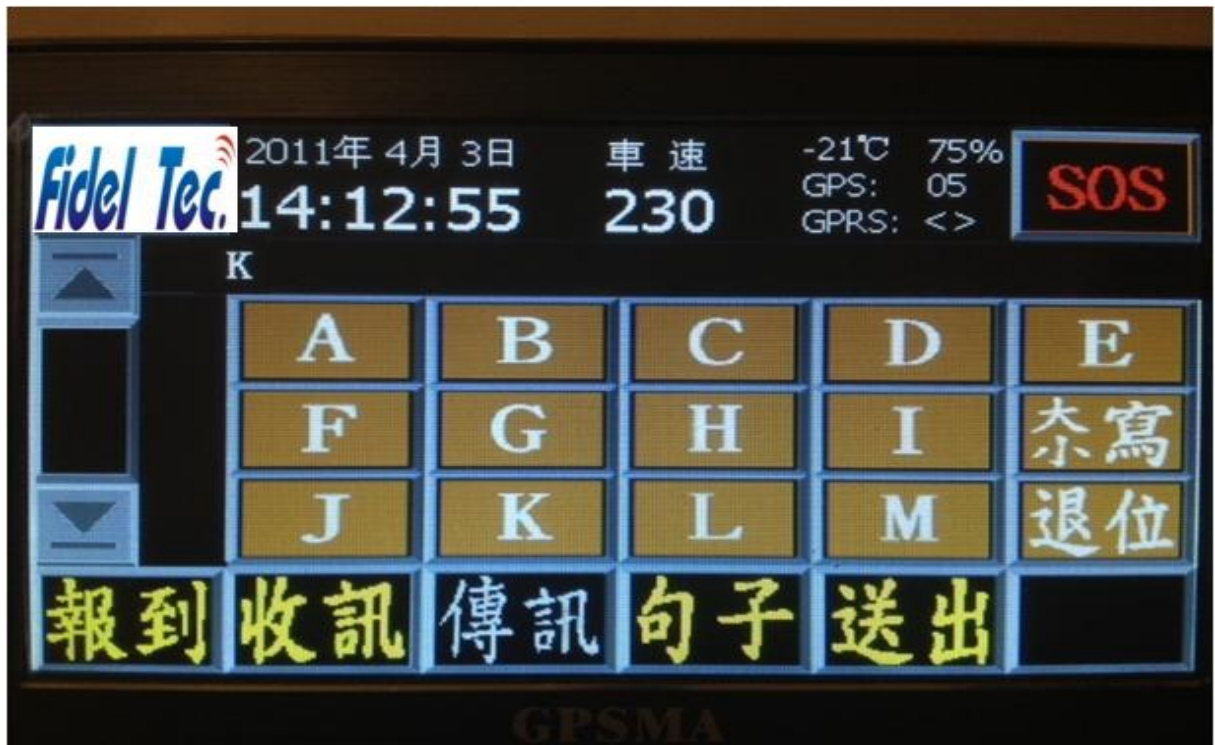 Fidel Tec.
2011年 4月 3日
14:12:55
車速
230
-21℃ 75%
GPS: 05
GPRS: <>
SOS
K
A B C D E
F G H I 大小寫
J K L M 退位
報到 收訊 傳訊 句子 送出
GPSMA